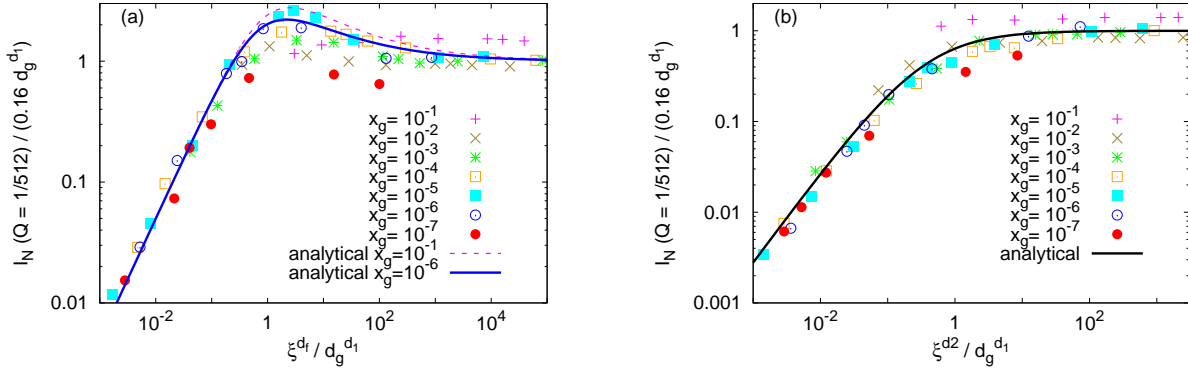 (a)
I_N (Q = 1/512) / (0.16 d_g^{d_1})
1
0.1
0.01
10^{-2}
1
10^2
10^4
ξ^{d_f} / d_g^{d_1}
x_g= 10^{-1}
x_g= 10^{-2}
x_g= 10^{-3}
x_g= 10^{-4}
x_g= 10^{-5}
x_g= 10^{-6}
x_g= 10^{-7}
analytical x_g=10^{-1}
analytical x_g=10^{-6}
(b)
I_N (Q = 1/512) / (0.16 d_g^{d_1})
1
0.1
0.01
0.001
10^{-2}
1
10^2
ξ^{d2} / d_g^{d_1}
x_g= 10^{-1}
x_g= 10^{-2}
x_g= 10^{-3}
x_g= 10^{-4}
x_g= 10^{-5}
x_g= 10^{-6}
x_g= 10^{-7}
analytical